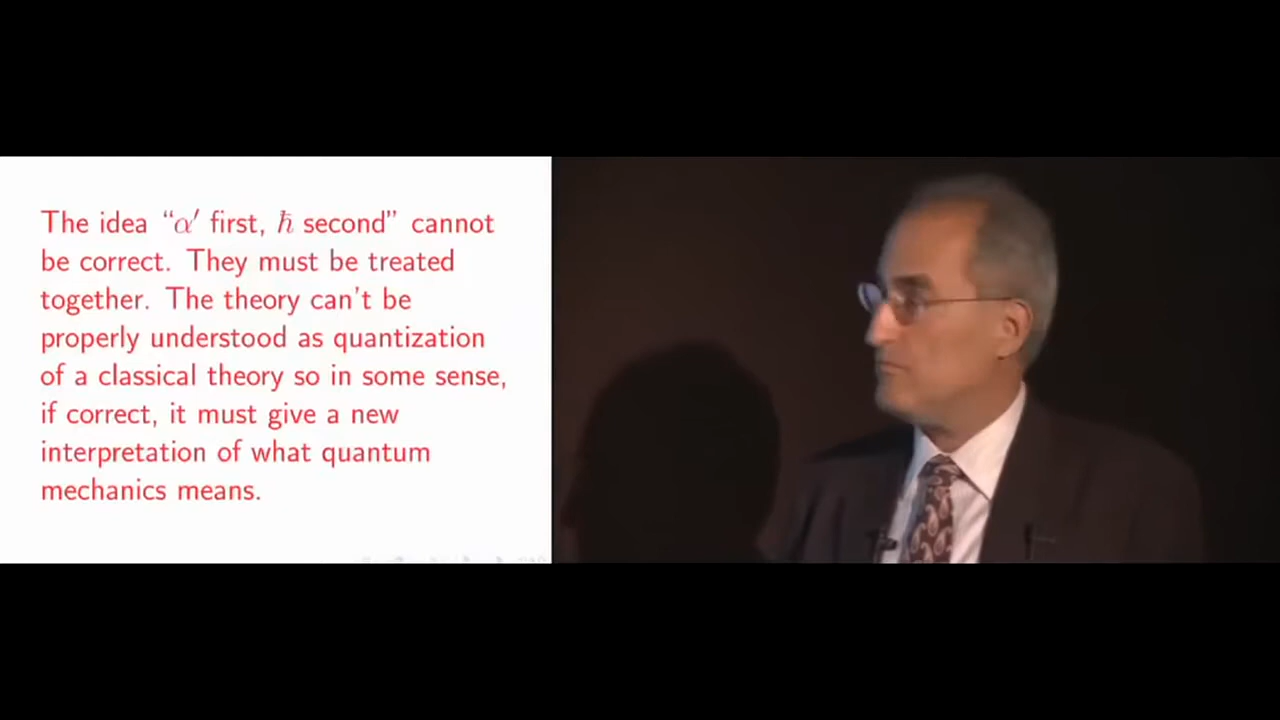 The idea “α′ first, ħ second” cannot
be correct. They must be treated
together. The theory can’t be
properly understood as quantization
of a classical theory so in some sense,
if correct, it must give a new
interpretation of what quantum
mechanics means.